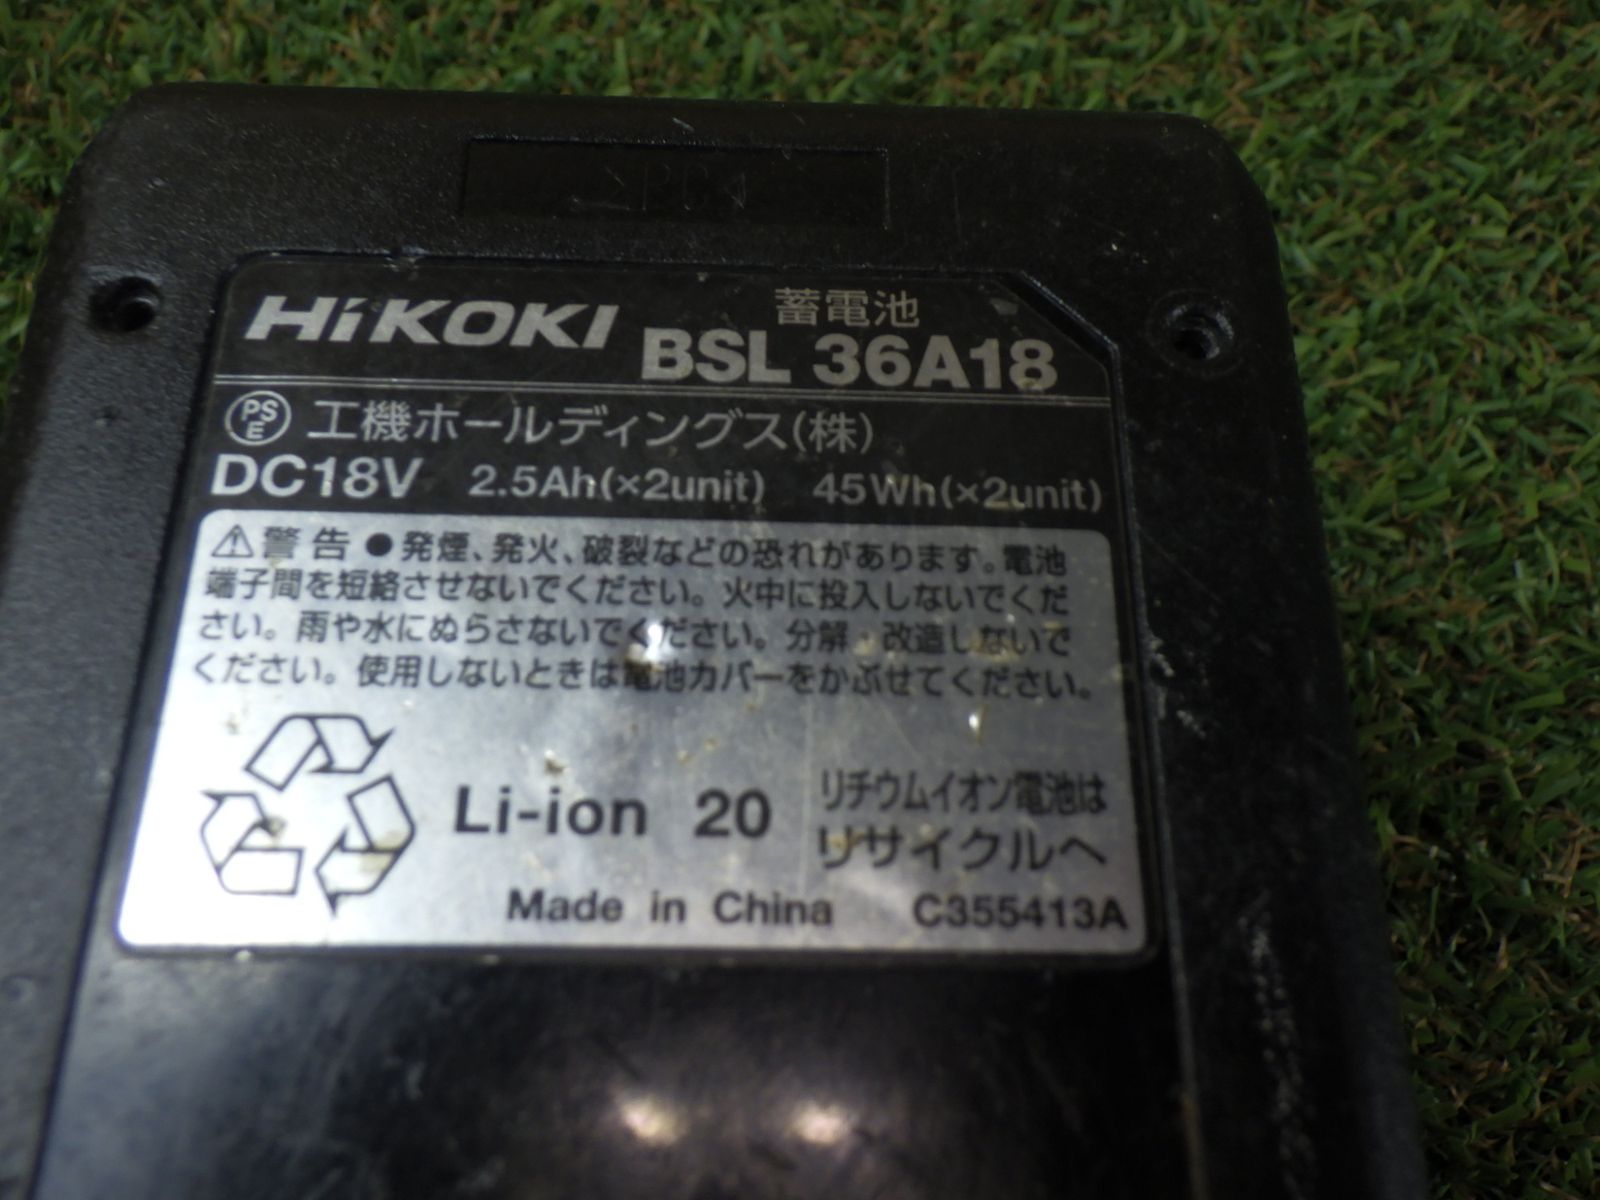 >PC<
HiKOKI
蓄電池
BSL 36A18
PSE 工機ホールディングス(株)
DC18V 2.5Ah(×2unit) 45Wh(×2unit)
⚠警告 ●発煙、発火、破裂などの恐れがあります。電池
端子間を短絡させないでください。火中に投入しないでくだ
さい。雨や水にぬらさないでください。分解・改造しないで
ください。使用しないときは電池カバーをかぶせてください。
Li-ion 20
リチウムイオン電池は
リサイクルへ
Made in China C355413A